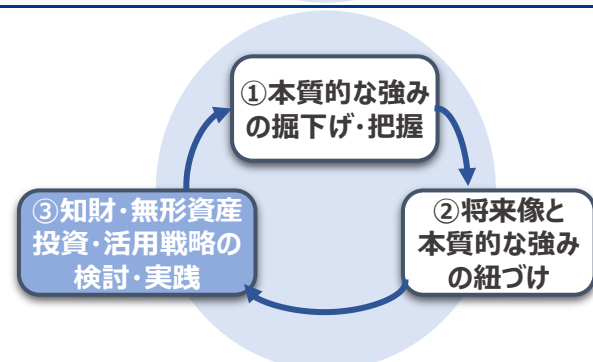 ①本質的な強み
の掘下げ・把握
②将来像と
本質的な強み
の紐づけ
③知財・無形資産
投資・活用戦略の
検討・実践